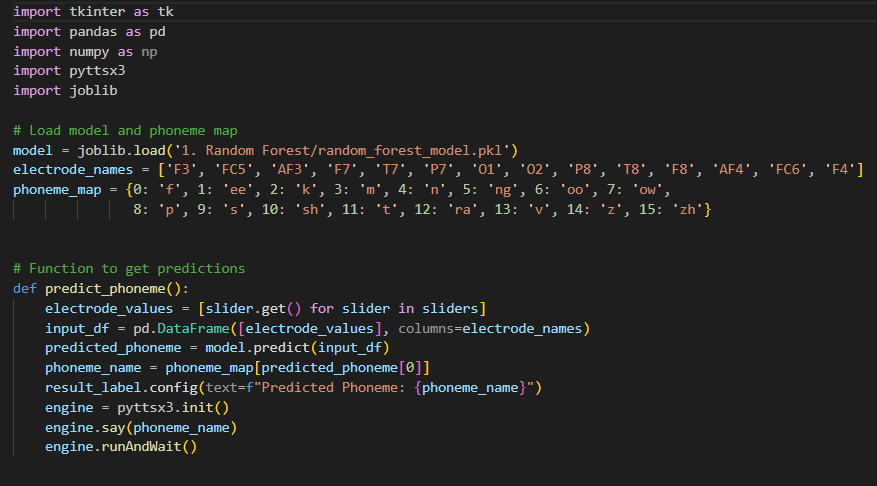 import tkinter as tk
import pandas as pd
import numpy as np
import pyttsx3
import joblib
# Load model and phoneme map
model = joblib.load('1. Random Forest/random_forest_model.pkl')
electrode_names = ['F3', 'FC5', 'AF3', 'F7', 'T7', 'P7', 'O1', 'O2', 'P8', 'T8', 'F8', 'AF4', 'FC6', 'F4']
phoneme_map = {0: 'f', 1: 'ee', 2: 'k', 3: 'm', 4: 'n', 5: 'ng', 6: 'oo', 7: 'ow',
8: 'p', 9: 's', 10: 'sh', 11: 't', 12: 'ra', 13: 'v', 14: 'z', 15: 'zh'}
# Function to get predictions
def predict_phoneme():
electrode_values = [slider.get() for slider in sliders]
input_df = pd.DataFrame([electrode_values], columns=electrode_names)
predicted_phoneme = model.predict(input_df)
phoneme_name = phoneme_map[predicted_phoneme[0]]
result_label.config(text=f"Predicted Phoneme: {phoneme_name}")
engine = pyttsx3.init()
engine.say(phoneme_name)
engine.runAndWait()